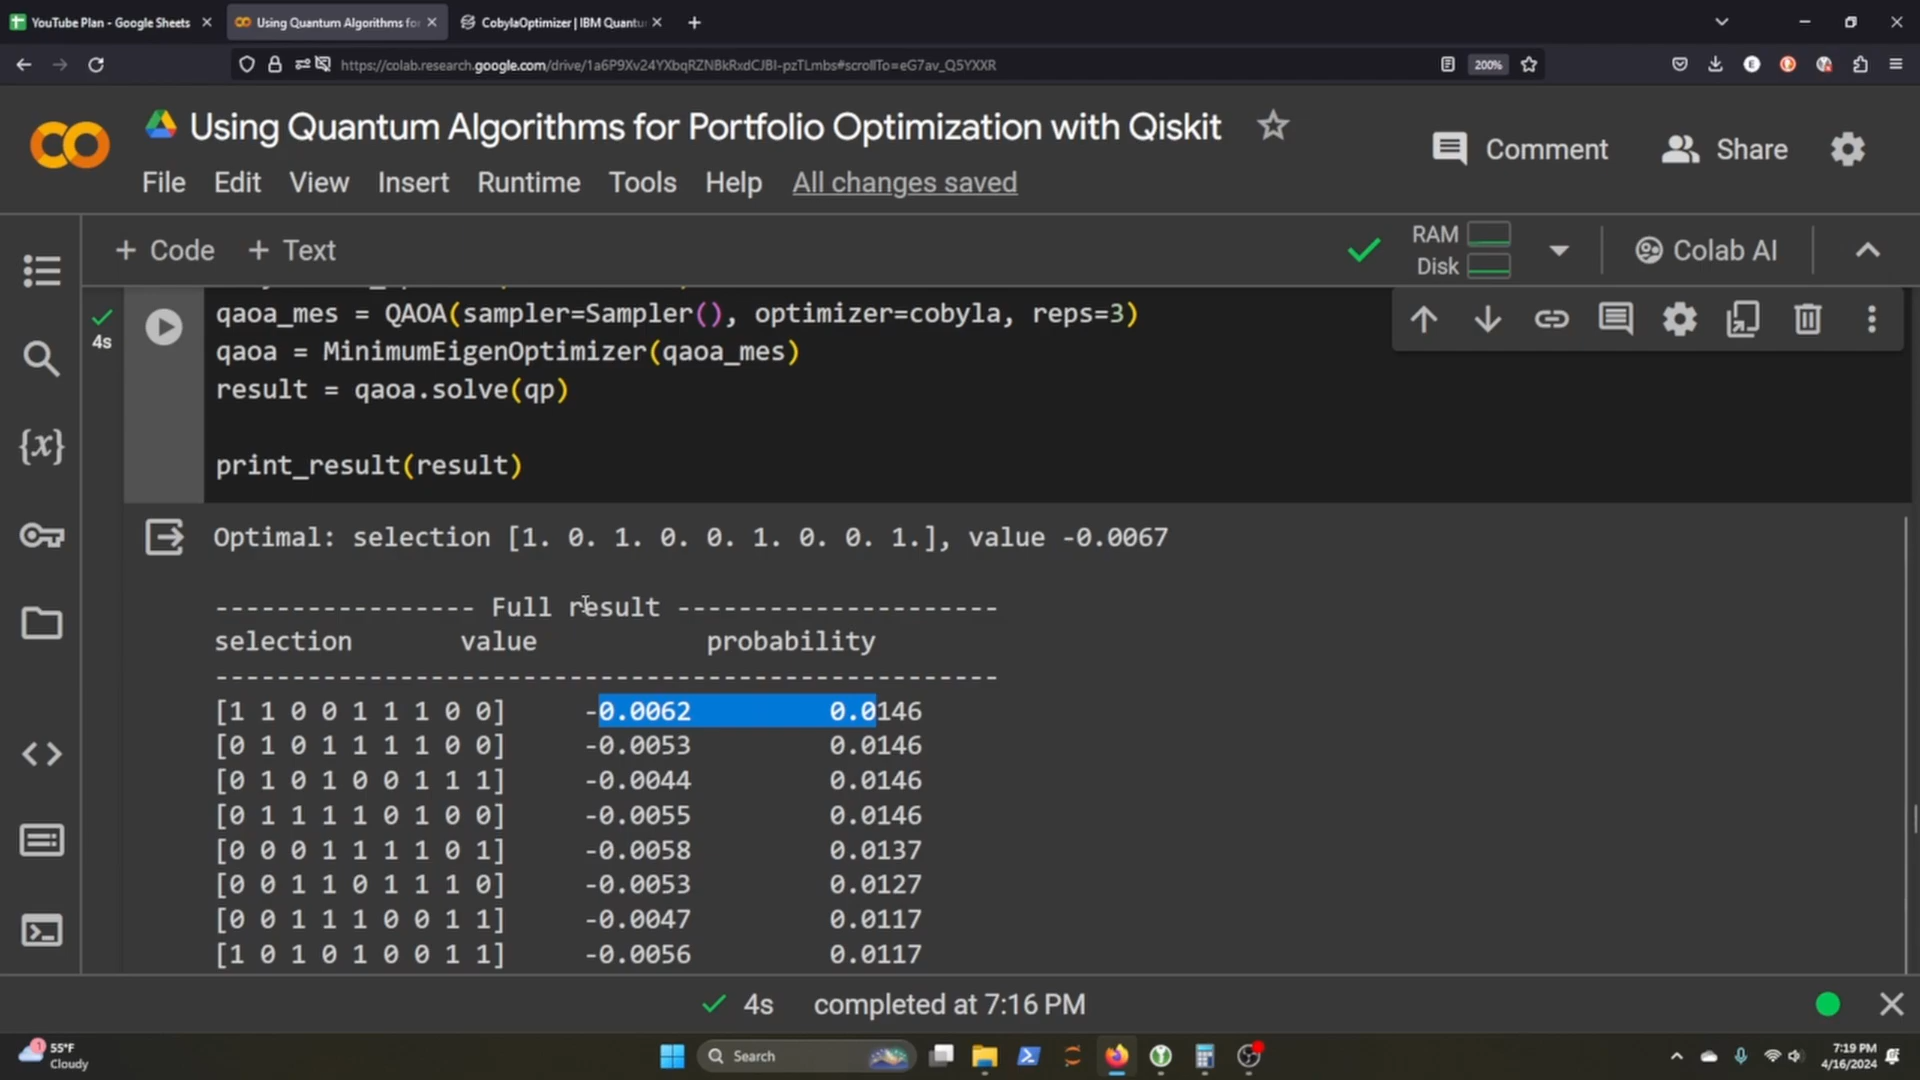 YouTube Plan - Google Sheets
Using Quantum Algorithms fo
CobylaOptimizer | IBM Quantu
https://colab.research.google.com/drive/1a6P9Xv24YXbqRZNBkRxdCJBI-pzTLmbs#scrollTo=eG7av_Q5YXXR
200%
Using Quantum Algorithms for Portfolio Optimization with Qiskit
Comment
Share
File Edit View Insert Runtime Tools Help All changes saved
+ Code + Text
RAM
Disk
Colab AI
4s
qaoa_mes = QAOA(sampler=Sampler(), optimizer=cobyla, reps=3)
qaoa = MinimumEigenOptimizer(qaoa_mes)
result = qaoa.solve(qp)
print_result(result)
Optimal: selection [1. 0. 1. 0. 0. 1. 0. 0. 1.], value -0.0067
----------------- Full result ---------------------
selection value probability
---------------------------------------------------
[1 1 0 0 1 1 1 0 0] -0.0062 0.0146
[0 1 0 1 1 1 1 0 0] -0.0053 0.0146
[0 1 0 1 0 0 1 1 1] -0.0044 0.0146
[0 1 1 1 1 0 1 0 0] -0.0055 0.0146
[0 0 0 1 1 1 1 0 1] -0.0058 0.0137
[0 0 1 1 0 1 1 1 0] -0.0053 0.0127
[0 0 1 1 1 0 0 1 1] -0.0047 0.0117
[1 0 1 0 1 0 0 1 1] -0.0056 0.0117
4s completed at 7:16 PM
1
55°F
Cloudy
Search
7:19 PM
4/16/2024